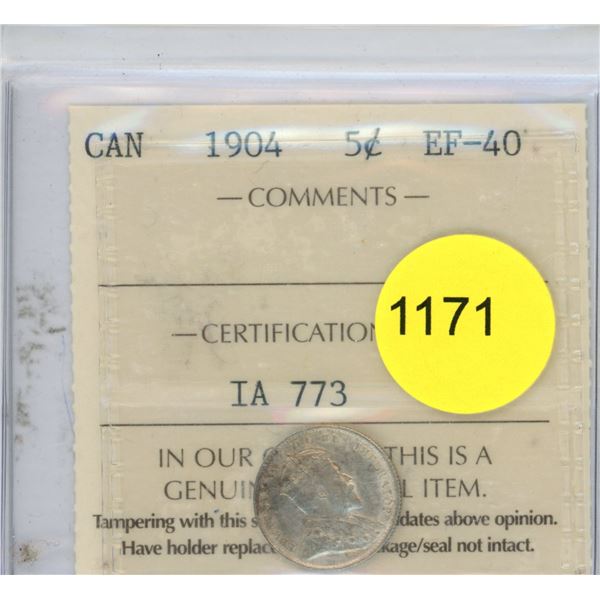 CAN 1904 5¢ EF-40
— COMMENTS —
— CERTIFICATION
1171
IA 773
IN OUR THIS IS A
GENUIN L ITEM.
Tampering with this s dates above opinion.
Have holder replac kage/seal not intact.